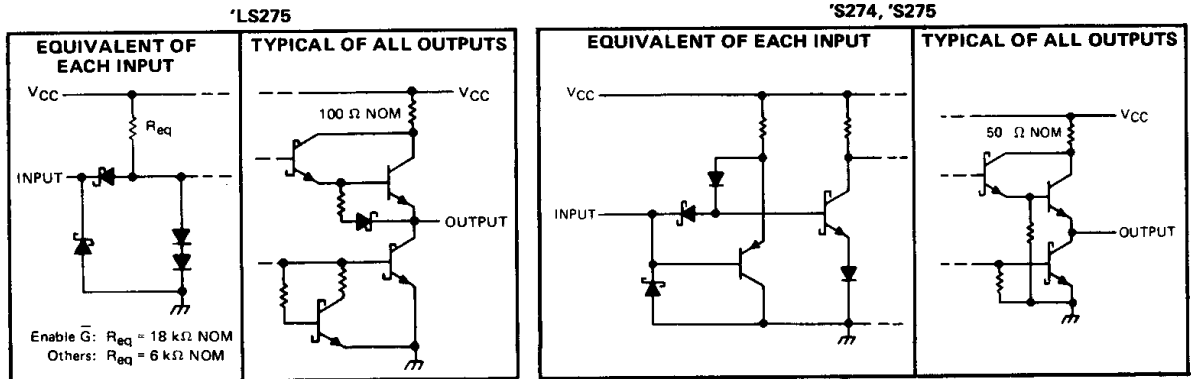 'LS275
EQUIVALENT OF
EACH INPUT
VCC
Req
INPUT
Enable G̅: Req = 18 kΩ NOM
Others: Req = 6 kΩ NOM
TYPICAL OF ALL OUTPUTS
VCC
100 Ω NOM
OUTPUT
'S274, 'S275
EQUIVALENT OF EACH INPUT
VCC
INPUT
TYPICAL OF ALL OUTPUTS
VCC
50 Ω NOM
OUTPUT